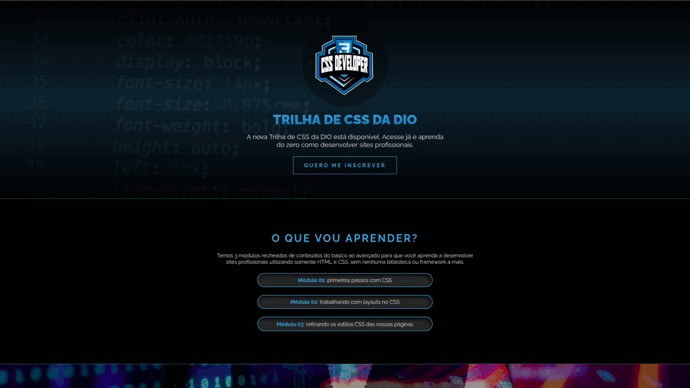 32 clip: auto !important;
33 color: #21759b;
display: block;
35 font-size: 14px;
36 font-size: 0.875rem;
37 font-weight: bold;
38 height: auto;
left:
CSS DEVELOPER
TRILHA DE CSS DA DIO
A nova Trilha de CSS da DIO está disponível. Acesse já e aprenda
do zero como desenvolver sites profissionais.
QUERO ME INSCREVER
O QUE VOU APRENDER?
Temos 3 módulos recheados de conteúdos do básico ao avançado para que você aprenda a desenvolver
sites profissionais utilizando somente HTML e CSS, sem nenhuma biblioteca ou framework a mais.
Módulo 01: primeiros passos com CSS
Módulo 02: trabalhando com layouts no CSS
Módulo 03: refinando os estilos CSS das nossas páginas